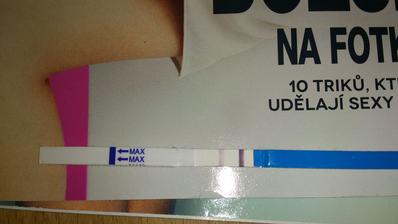 NA FOTK
10 TRIKŮ, KT
UDĚLAJÍ SEXY
MAX
MAX